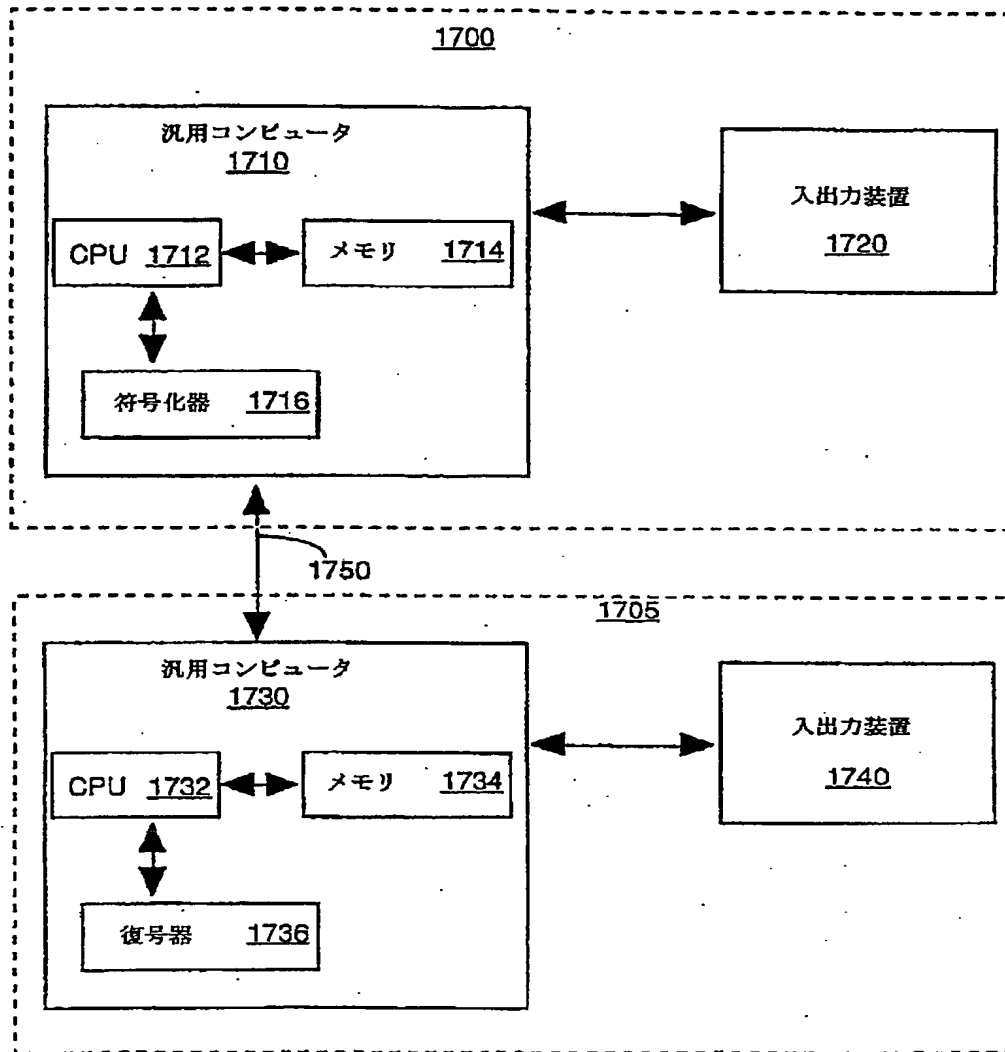 1700
汎用コンピュータ
1710
入出力装置
1720
CPU 1712
メモリ 1714
符号化器 1716
1750
1705
汎用コンピュータ
1730
入出力装置
1740
CPU 1732
メモリ 1734
復号器 1736